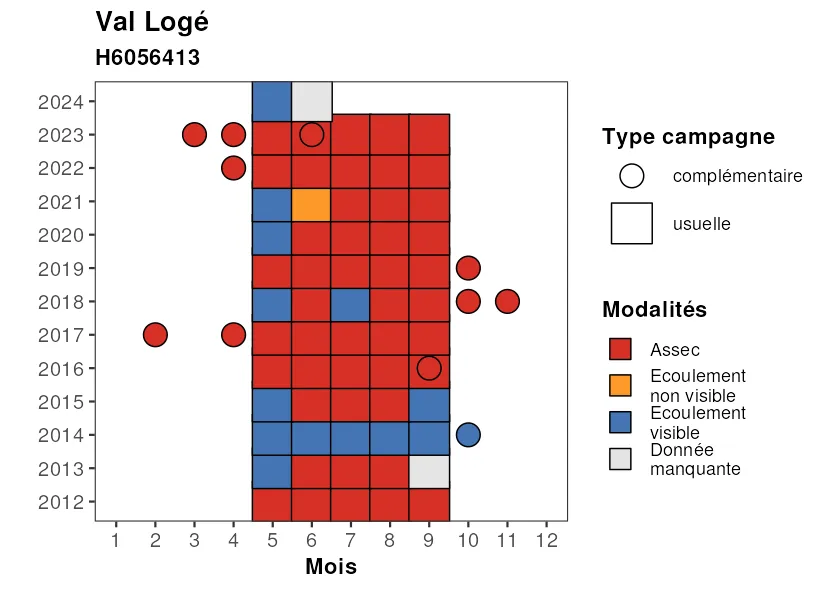 Val Logé
H6056413
2024
2023
2022
2021
2020
2019
2018
2017
2016
2015
2014
2013
2012
1 2 3 4 5 6 7 8 9 10 11 12
Mois
Type campagne
complémentaire
usuelle
Modalités
Assec
Ecoulement
non visible
Ecoulement
visible
Donnée
manquante